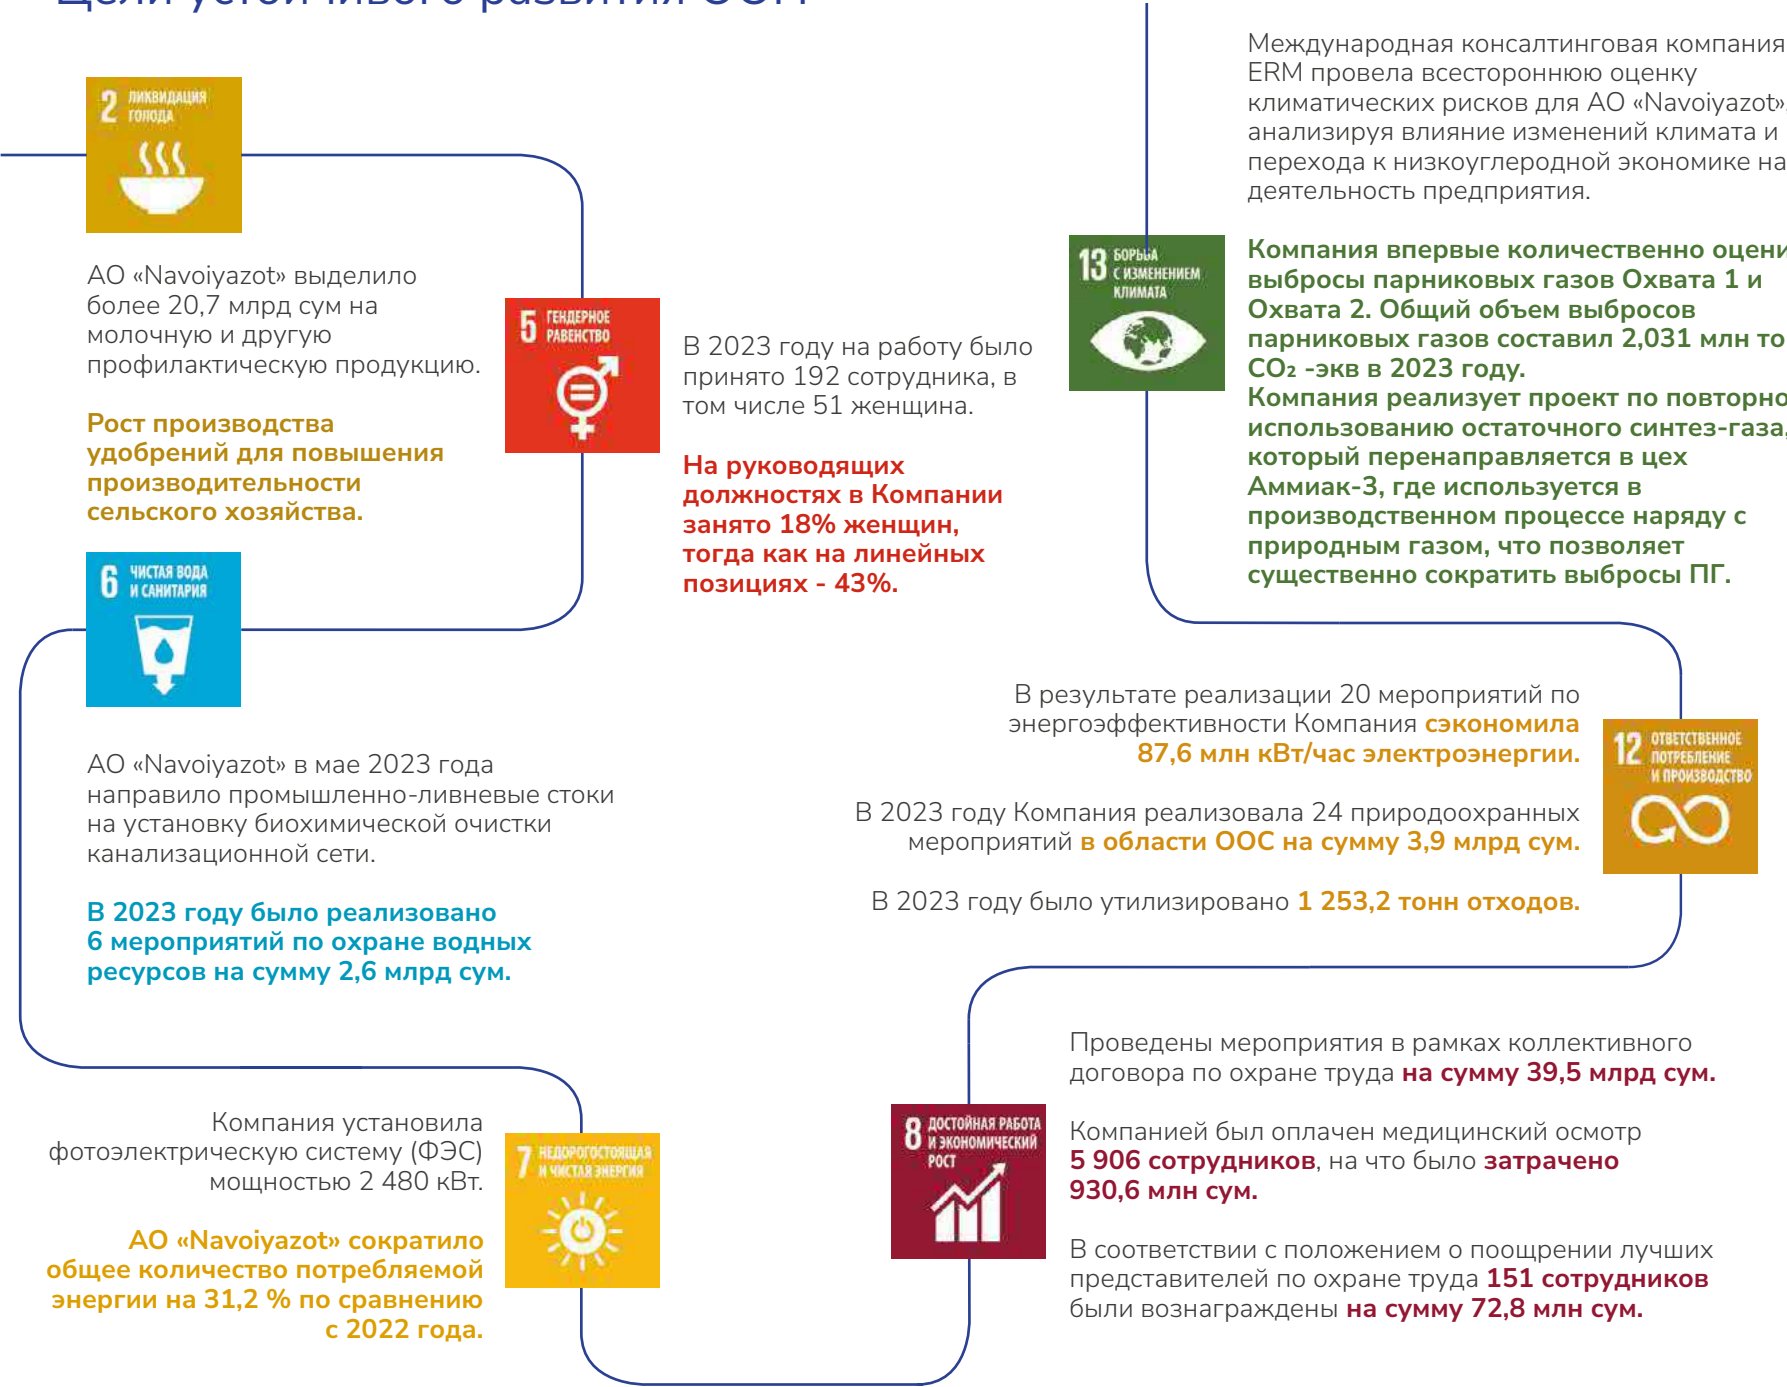 Цели устойчивого развития ООН
2 ЛИКВИДАЦИЯ
ГОЛОДА
АО «Navoiyazot» выделило
более 20,7 млрд сум на
молочную и другую
профилактическую продукцию.
Рост производства
удобрений для повышения
производительности
сельского хозяйства.
5 ГЕНДЕРНОЕ
РАВЕНСТВО
В 2023 году на работу было
принято 192 сотрудника, в
том числе 51 женщина.
На руководящих
должностях в Компании
занято 18% женщин,
тогда как на линейных
позициях - 43%.
6 ЧИСТАЯ ВОДА
И САНИТАРИЯ
АО «Navoiyazot» в мае 2023 года
направило промышленно-ливневые стоки
на установку биохимической очистки
канализационной сети.
В 2023 году было реализовано
6 мероприятий по охране водных
ресурсов на сумму 2,6 млрд сум.
Компания установила
фотоэлектрическую систему (ФЭС)
мощностью 2 480 кВт.
АО «Navoiyazot» сократило
общее количество потребляемой
энергии на 31,2 % по сравнению
с 2022 года.
7 НЕДОРОГОСТОЯЩАЯ
И ЧИСТАЯ ЭНЕРГИЯ
8 ДОСТОЙНАЯ РАБОТА
И ЭКОНОМИЧЕСКИЙ
РОСТ
Проведены мероприятия в рамках коллективного
договора по охране труда на сумму 39,5 млрд сум.
Компанией был оплачен медицинский осмотр
5 906 сотрудников, на что было затрачено
930,6 млн сум.
В соответствии с положением о поощрении лучших
представителей по охране труда 151 сотрудников
были вознаграждены на сумму 72,8 млн сум.
В результате реализации 20 мероприятий по
энергоэффективности Компания сэкономила
87,6 млн кВт/час электроэнергии.
В 2023 году Компания реализовала 24 природоохранных
мероприятий в области ООС на сумму 3,9 млрд сум.
В 2023 году было утилизировано 1 253,2 тонн отходов.
12 ОТВЕТСТВЕННОЕ
ПОТРЕБЛЕНИЕ
И ПРОИЗВОДСТВО
13 БОРЬБА
С ИЗМЕНЕНИЕМ
КЛИМАТА
Международная консалтинговая компания
ERM провела всестороннюю оценку
климатических рисков для АО «Navoiyazot»,
анализируя влияние изменений климата и
перехода к низкоуглеродной экономике на
деятельность предприятия.
Компания впервые количественно оцени
выбросы парниковых газов Охвата 1 и
Охвата 2. Общий объем выбросов
парниковых газов составил 2,031 млн то
CO₂ -экв в 2023 году.
Компания реализует проект по повторно
использованию остаточного синтез-газа,
который перенаправляется в цех
Аммиак-3, где используется в
производственном процессе наряду с
природным газом, что позволяет
существенно сократить выбросы ПГ.